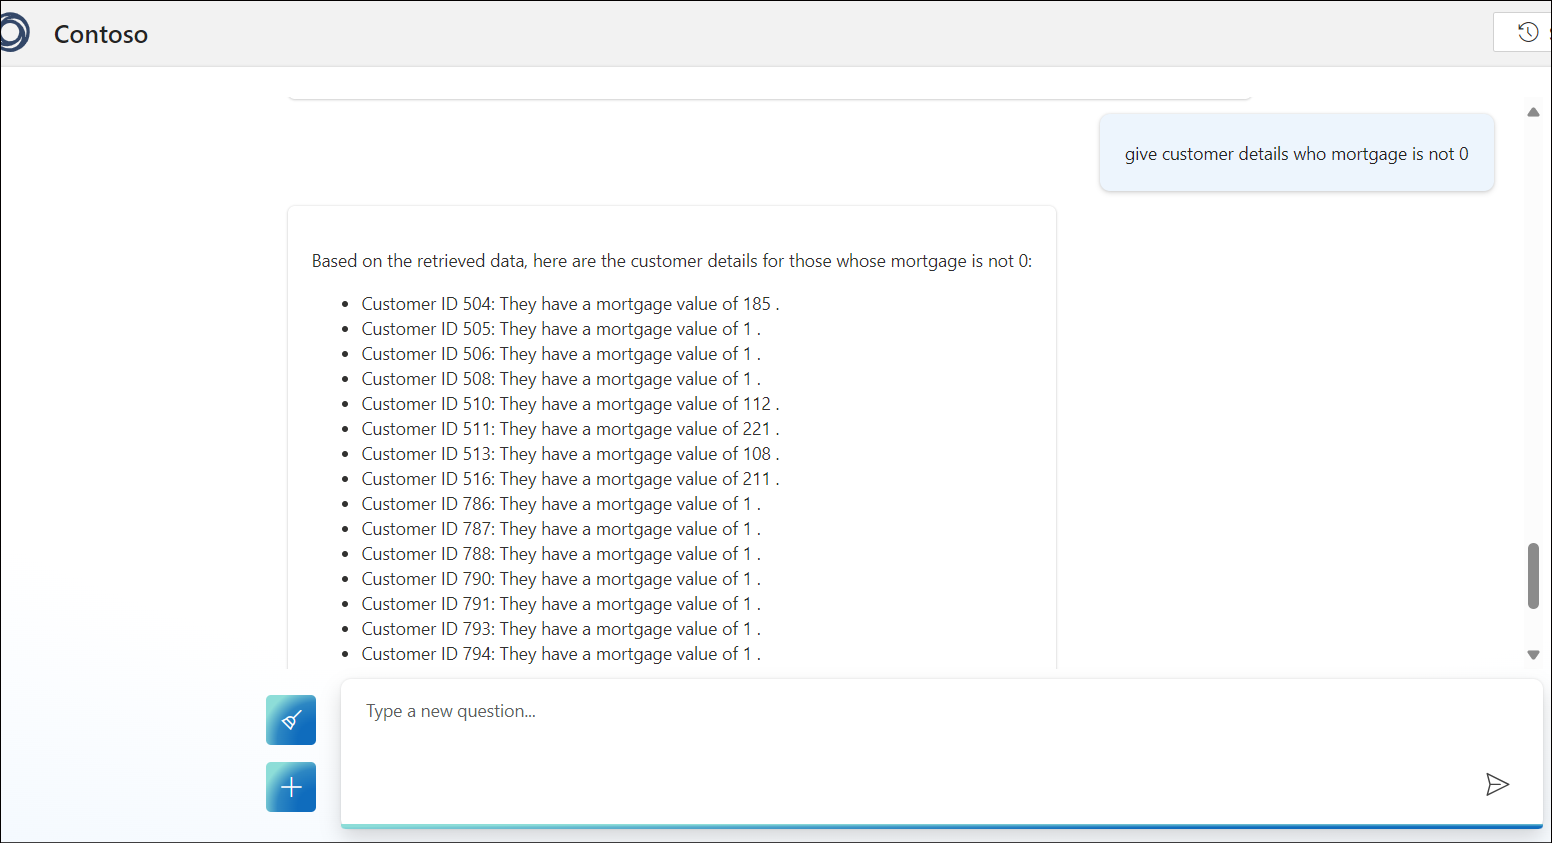 Contoso
give customer details who mortgage is not 0
Based on the retrieved data, here are the customer details for those whose mortgage is not 0:
• Customer ID 504: They have a mortgage value of 185 .
• Customer ID 505: They have a mortgage value of 1 .
• Customer ID 506: They have a mortgage value of 1 .
• Customer ID 508: They have a mortgage value of 1 .
• Customer ID 510: They have a mortgage value of 112 .
• Customer ID 511: They have a mortgage value of 221 .
• Customer ID 513: They have a mortgage value of 108 .
• Customer ID 516: They have a mortgage value of 211 .
• Customer ID 786: They have a mortgage value of 1 .
• Customer ID 787: They have a mortgage value of 1 .
• Customer ID 788: They have a mortgage value of 1 .
• Customer ID 790: They have a mortgage value of 1 .
• Customer ID 791: They have a mortgage value of 1 .
• Customer ID 793: They have a mortgage value of 1 .
• Customer ID 794: They have a mortgage value of 1 .
Type a new question...